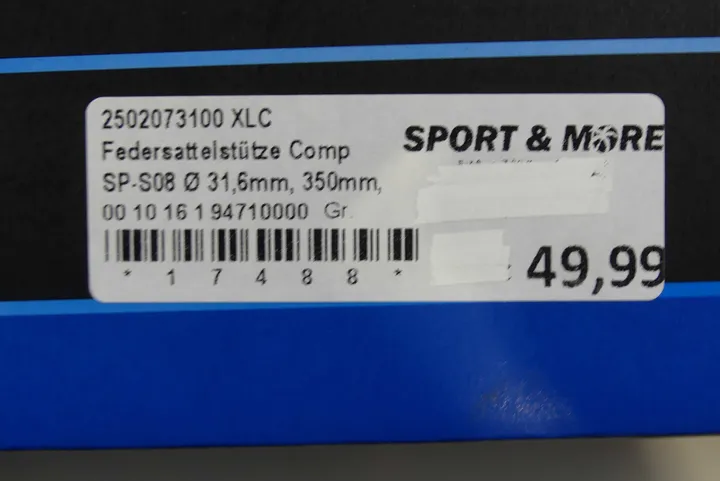 2502073100 XLC
Federsattelstütze Comp
SP-S08 Ø 31,6mm, 350mm,
00 10 16 1 94710000 Gr.
* 1 7 4 8 8 *
SPORT & MORE
49,99